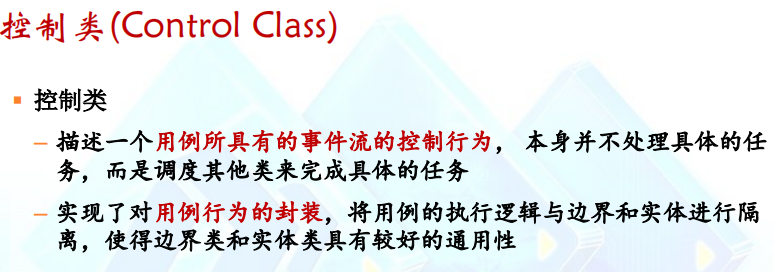 控制类(Control Class)
▪ 控制类
– 描述一个用例所具有的事件流的控制行为， 本身并不处理具体的任
务，而是调度其他类来完成具体的任务
– 实现了对用例行为的封装，将用例的执行逻辑与边界和实体进行隔
离，使得边界类和实体类具有较好的通用性